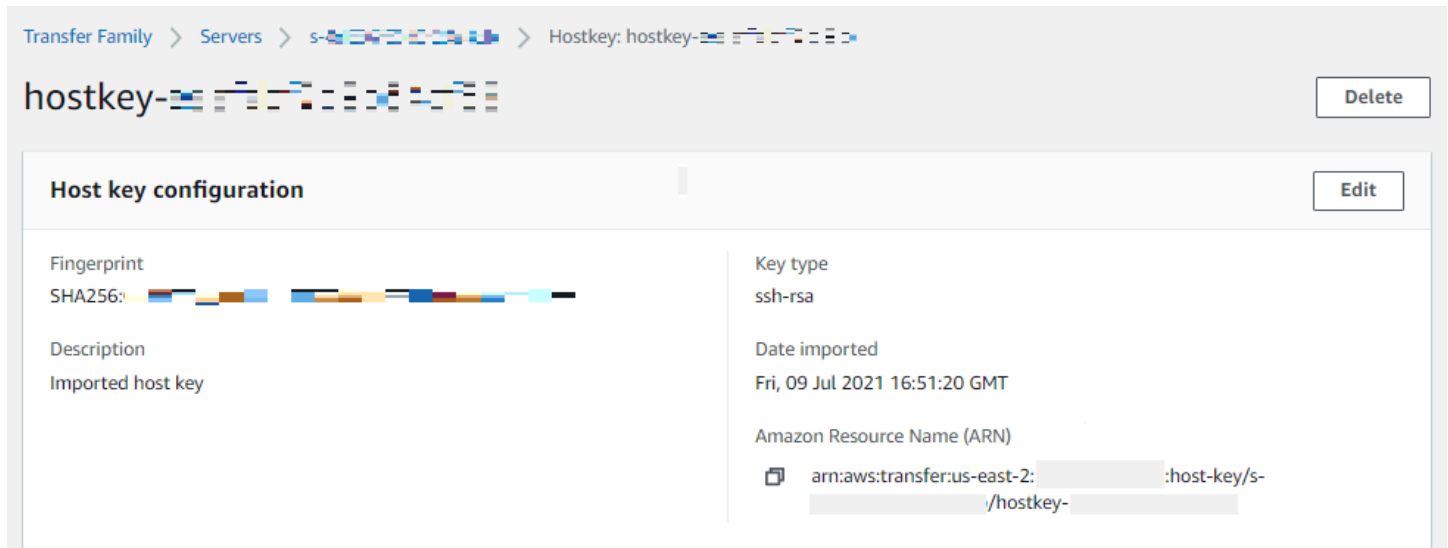 Transfer Family > Servers > s- > Hostkey: hostkey-
hostkey-
Delete
Host key configuration
Edit
Fingerprint
SHA256:
Description
Imported host key
Key type
ssh-rsa
Date imported
Fri, 09 Jul 2021 16:51:20 GMT
Amazon Resource Name (ARN)
arn:aws:transfer:us-east-2: :host-key/s-
/hostkey-